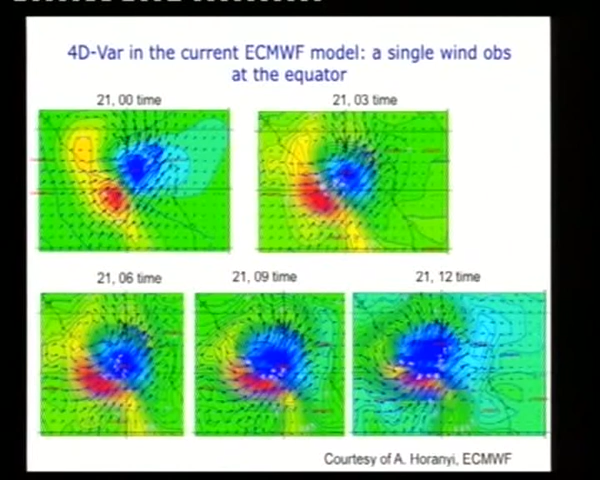 4D-Var in the current ECMWF model: a single wind obs
at the equator
21, 00 time
21, 03 time
21, 06 time
21, 09 time
21, 12 time
Courtesy of A. Horanyi, ECMWF